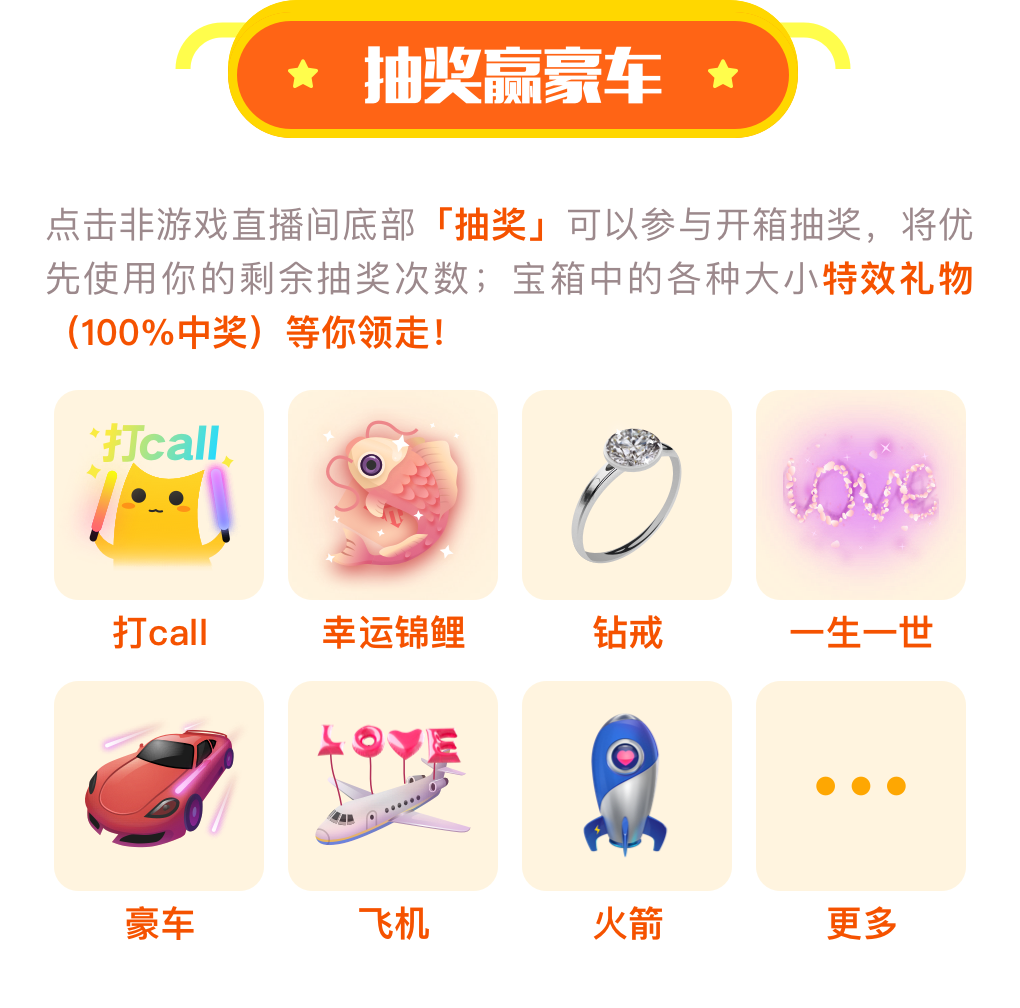 抽奖赢豪车
点击非游戏直播间底部「抽奖」可以参与开箱抽奖，将优
先使用你的剩余抽奖次数；宝箱中的各种大小特效礼物
（100%中奖）等你领走！
打call
love
打call
幸运锦鲤
钻戒
一生一世
LOVE
豪车
飞机
火箭
更多